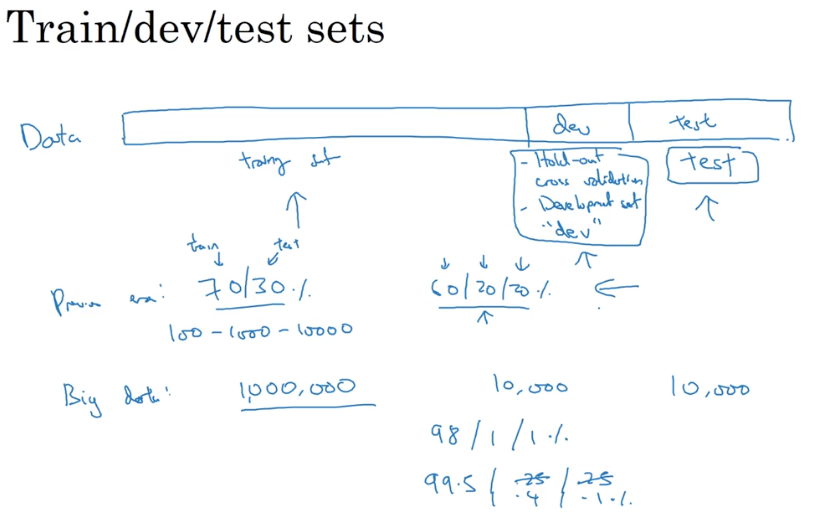 Train/dev/test sets
Data
dev
test
training set
- Hold-out
cross validation
- Development set
"dev"
test
train
test
Previous era:
70/30 %
60/20/20 %
100 - 1000 - 10000
Big data:
1,000,000
10,000
10,000
98 / 1 / 1 %
99.5 / .25 / .25
.4 .1 %